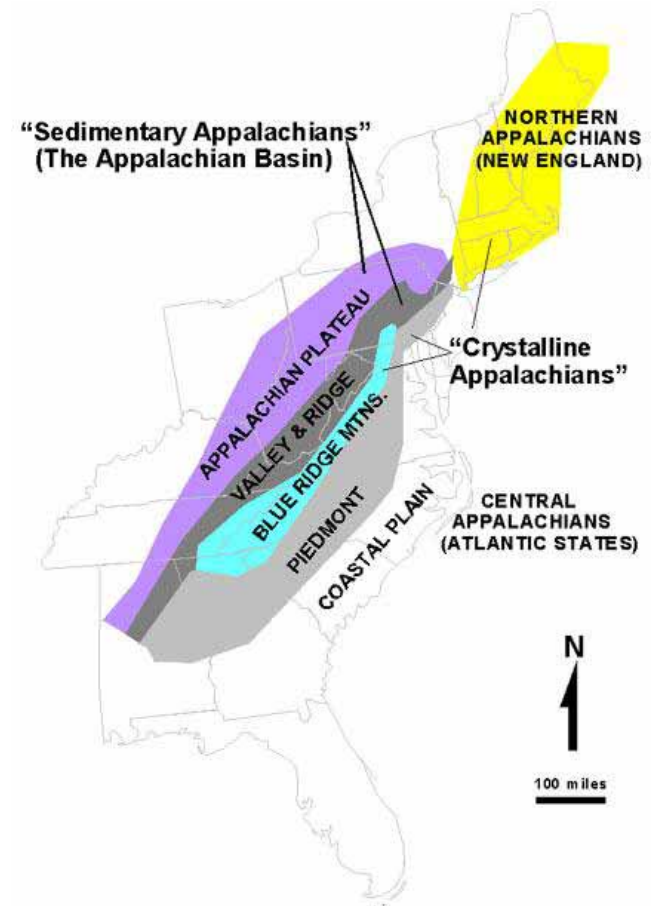 NORTHERN
APPALACHIANS
(NEW ENGLAND)
“Sedimentary Appalachians”
(The Appalachian Basin)
“Crystalline
Appalachians”
APPALACHIAN PLATEAU
VALLEY & RIDGE
BLUE RIDGE MTNS.
PIEDMONT
COASTAL PLAIN
CENTRAL
APPALACHIANS
(ATLANTIC STATES)
N
100 miles